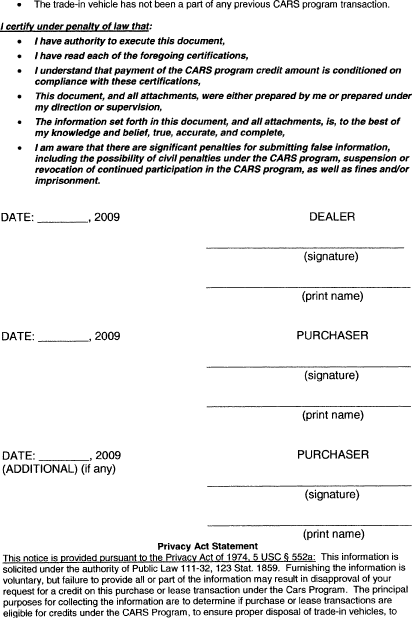 • The trade-in vehicle has not been a part of any previous CARS program transaction.
I certify under penalty of law that:
• I have authority to execute this document,
• I have read each of the foregoing certifications,
• I understand that payment of the CARS program credit amount is conditioned on
compliance with these certifications,
• This document, and all attachments, were either prepared by me or prepared under
my direction or supervision,
• The information set forth in this document, and all attachments, is, to the best of
my knowledge and belief, true, accurate, and complete,
• I am aware that there are significant penalties for submitting false information,
including the possibility of civil penalties under the CARS program, suspension or
revocation of continued participation in the CARS program, as well as fines and/or
imprisonment.
DATE: ________, 2009 DEALER
(signature)
(print name)
DATE: ________, 2009 PURCHASER
(signature)
(print name)
DATE: ________, 2009 PURCHASER
(ADDITIONAL) (if any)
(signature)
(print name)
Privacy Act Statement
This notice is provided pursuant to the Privacy Act of 1974, 5 USC § 552a: This information is
solicited under the authority of Public Law 111-32, 123 Stat. 1859. Furnishing the information is
voluntary, but failure to provide all or part of the information may result in disapproval of your
request for a credit on this purchase or lease transaction under the Cars Program. The principal
purposes for collecting the information are to determine if purchase or lease transactions are
eligible for credits under the CARS Program, to ensure proper disposal of trade-in vehicles, to